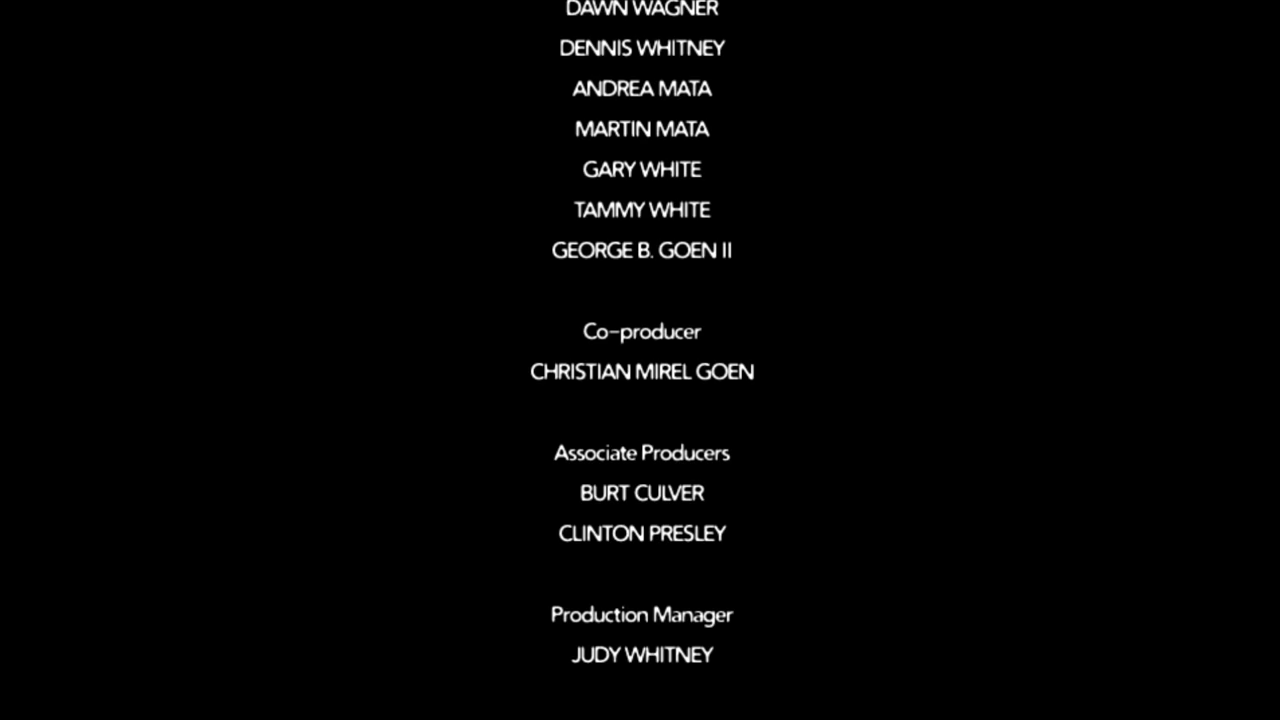 DAWN WAGNER
DENNIS WHITNEY
ANDREA MATA
MARTIN MATA
GARY WHITE
TAMMY WHITE
GEORGE B. GOEN II
Co-producer
CHRISTIAN MIREL GOEN
Associate Producers
BURT CULVER
CLINTON PRESLEY
Production Manager
JUDY WHITNEY